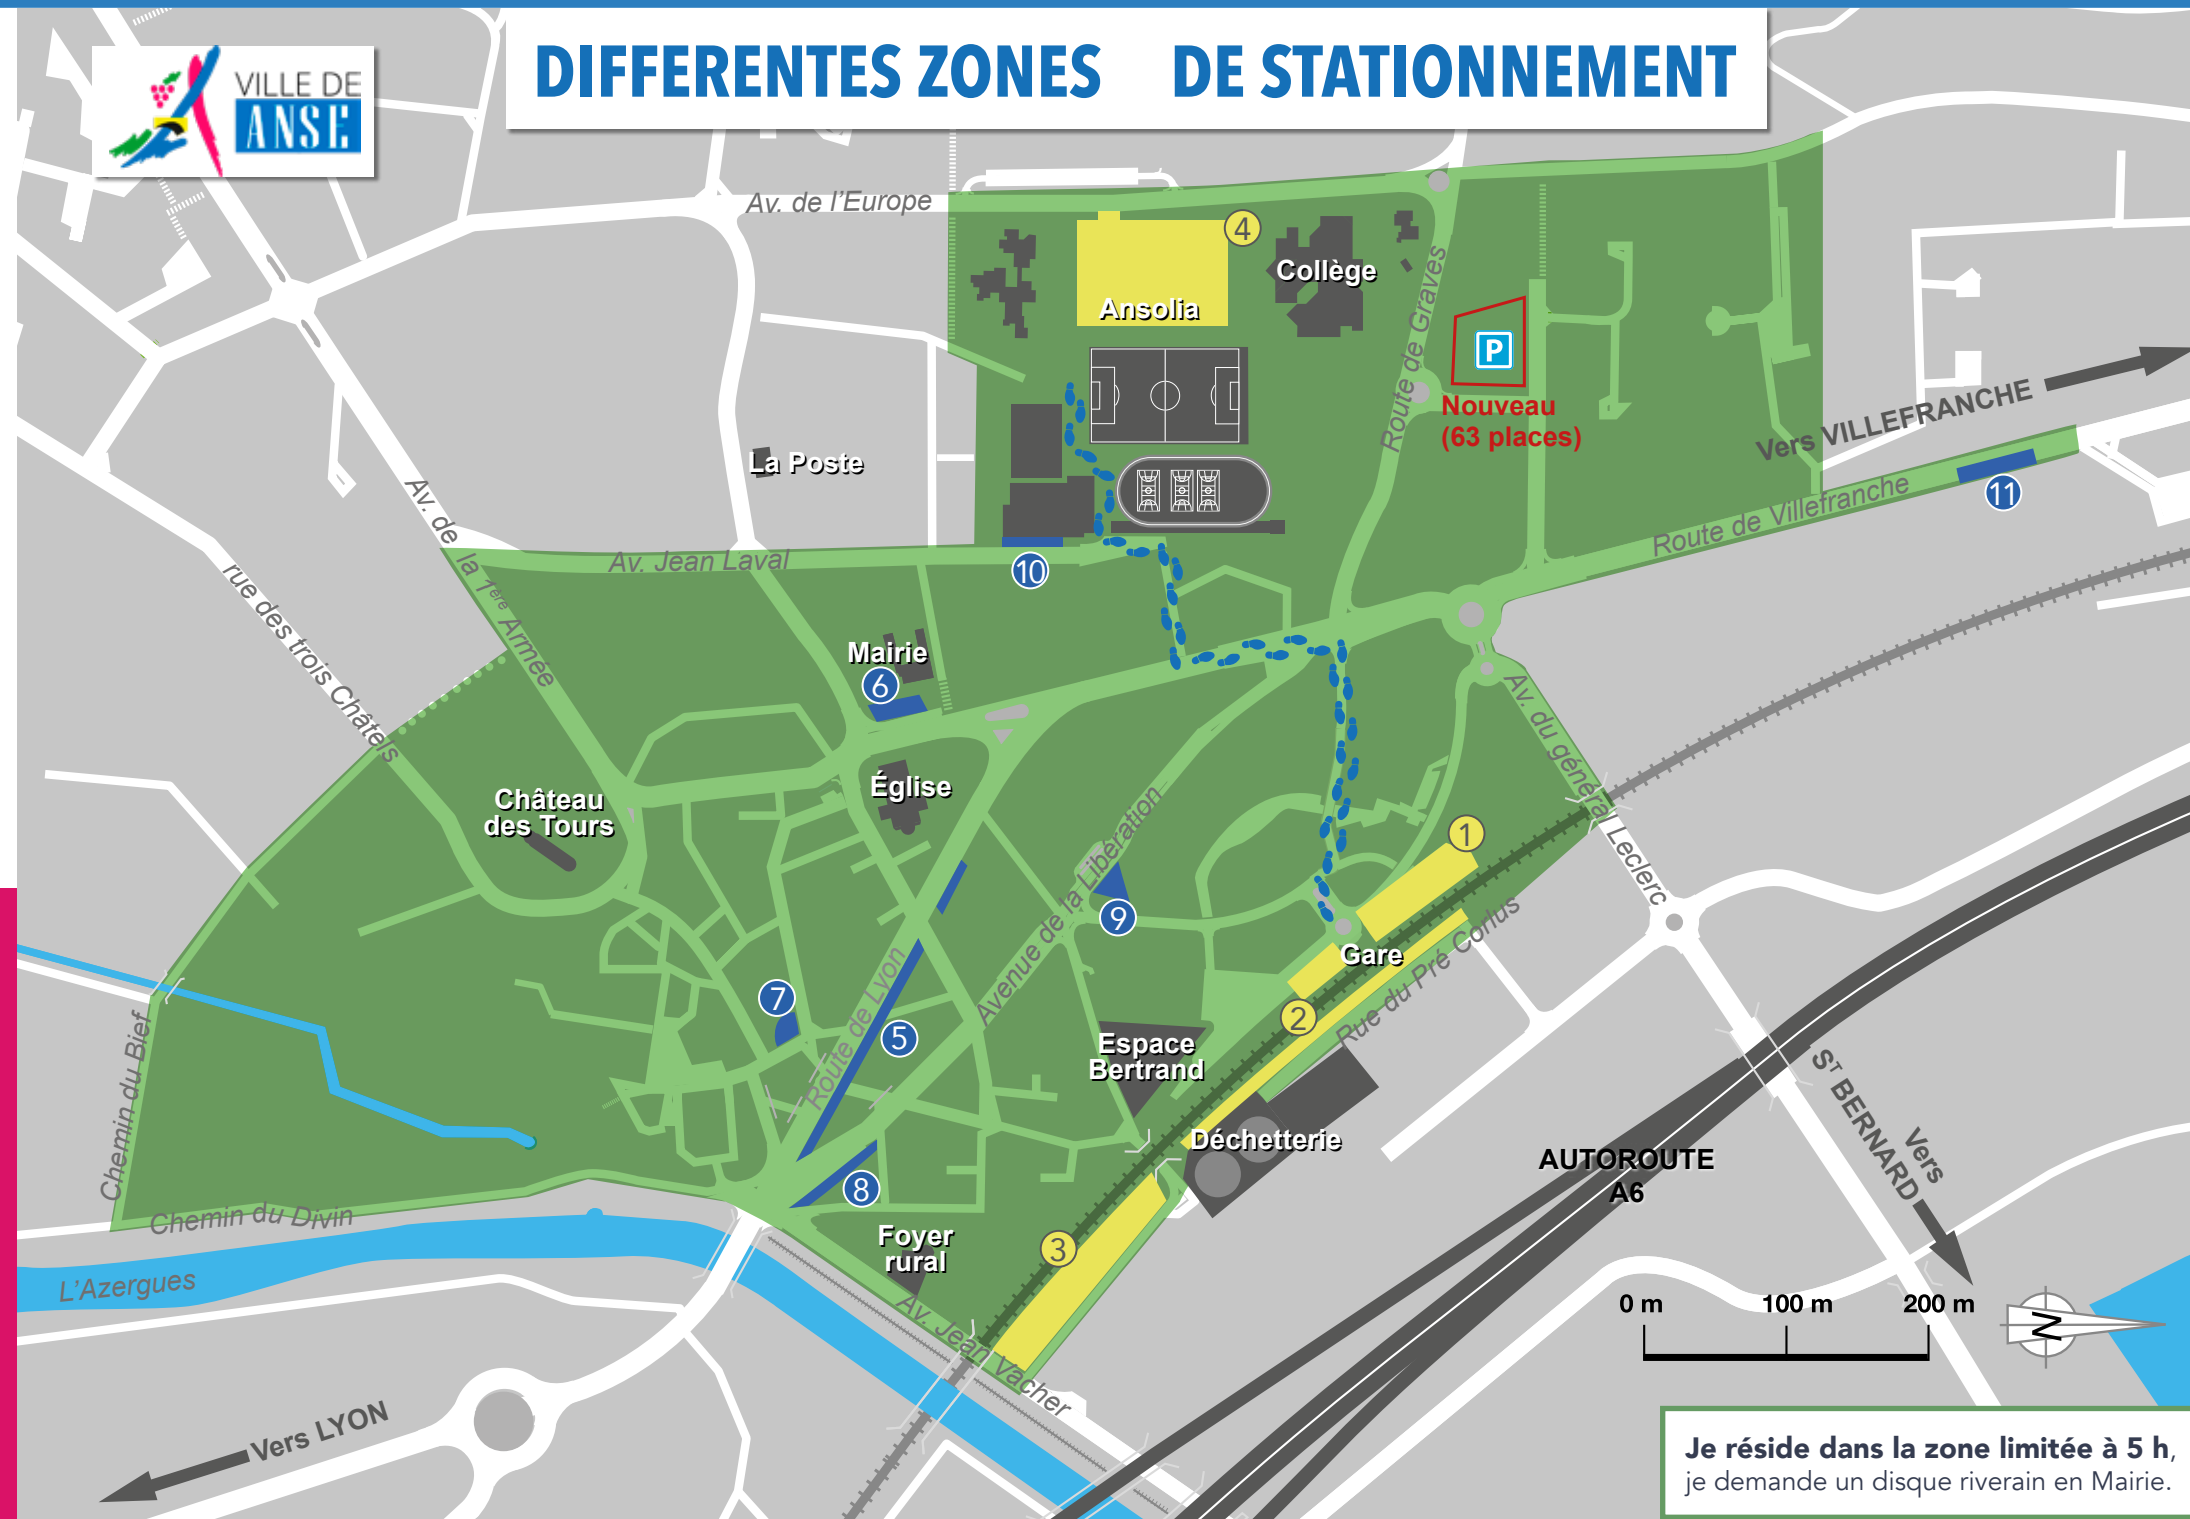 DIFFERENTES ZONES DE STATIONNEMENT
VILLE DE
ANSE
Av. de l'Europe
4
Ansolia
Collège
Route de Graves
P
Nouveau
(63 places)
Vers VILLEFRANCHE
Route de Villefranche
11
La Poste
Av. de la 1ère Armée
Av. Jean Laval
10
rue des trois Châtels
Mairie
6
Av. du général Leclerc
Église
Château
des Tours
1
Avenue de la Libération
9
Gare
Rue du Pré Corlus
7
2
Route de Lyon
5
Espace
Bertrand
Chemin du Bief
Déchetterie
AUTOROUTE
A6
Vers
ST BERNARD
8
Chemin du Divin
Foyer
rural
3
L'Azergues
Av. Jean Vacher
0 m 100 m 200 m
N
Vers LYON
Je réside dans la zone limitée à 5 h,
je demande un disque riverain en Mairie.